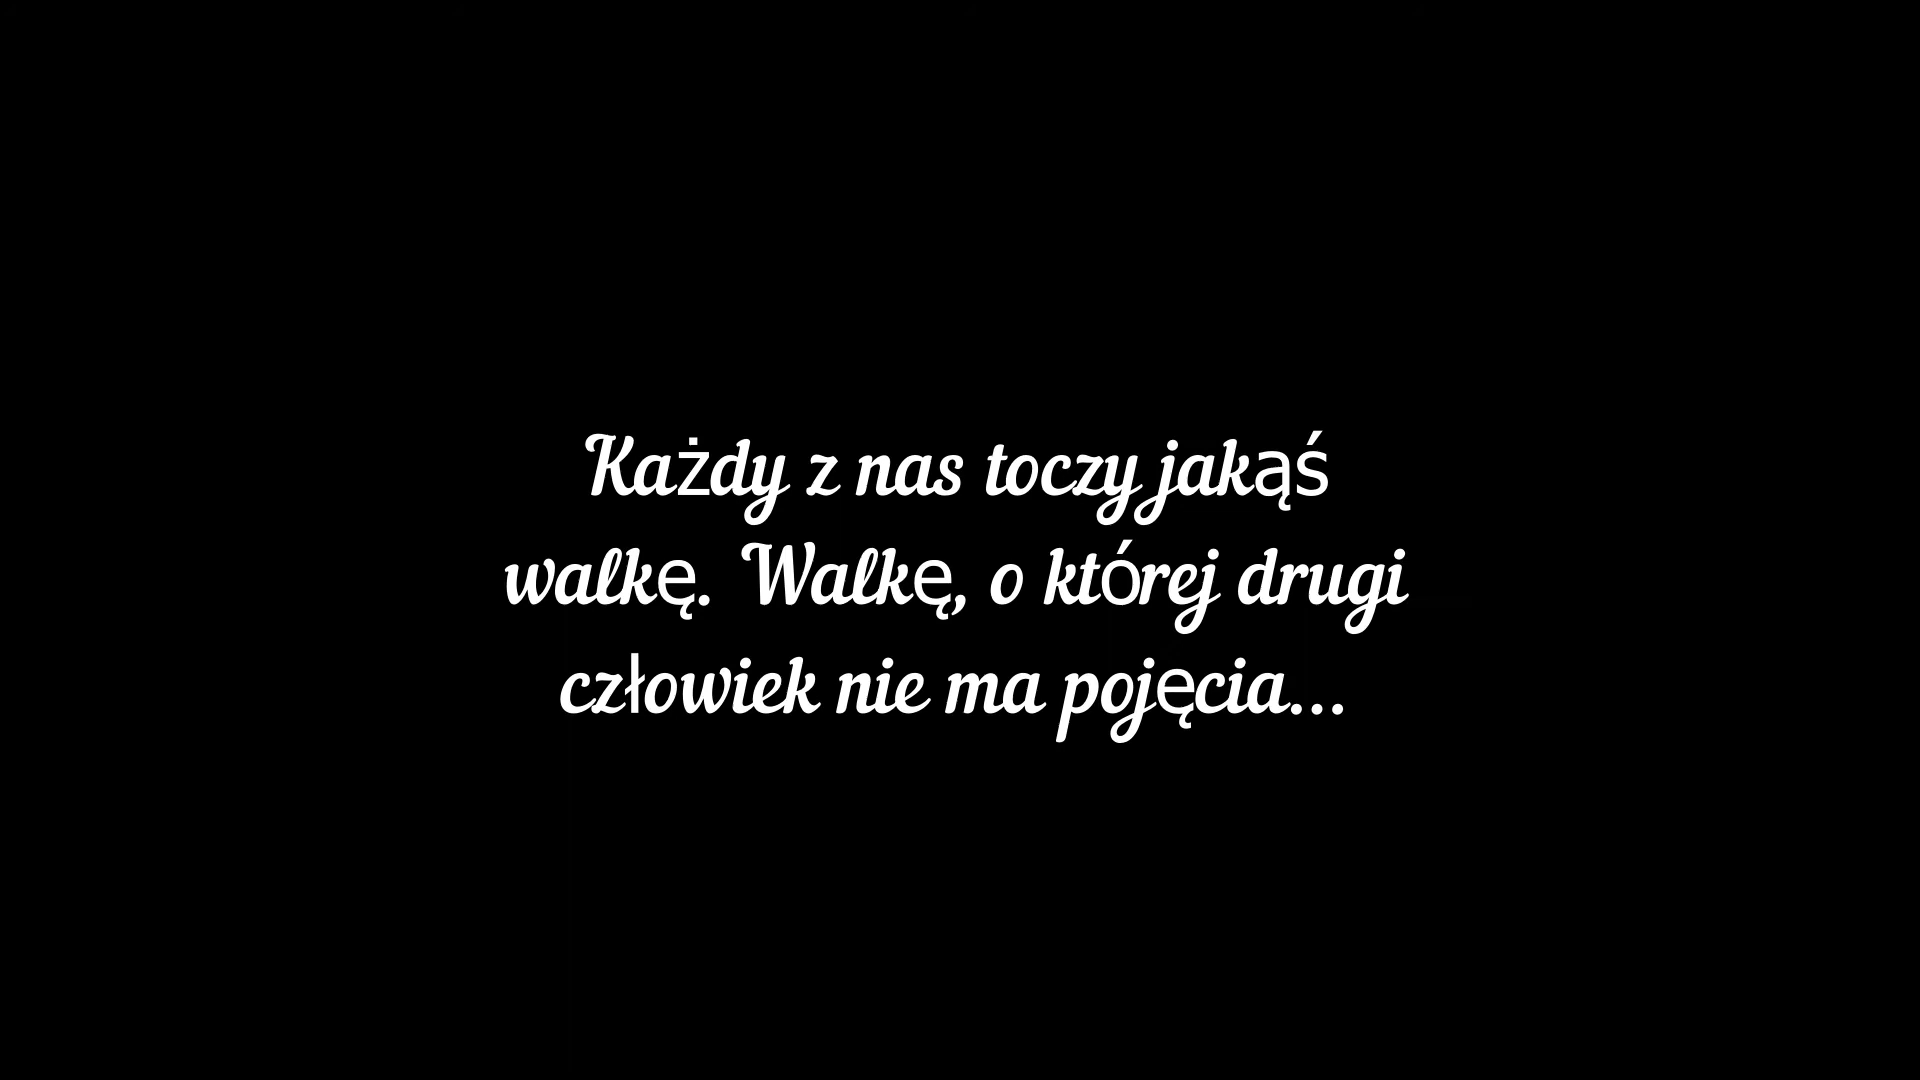 Każdy z nas toczy jakąś
walkę. Walkę, o której drugi
człowiek nie ma pojęcia...